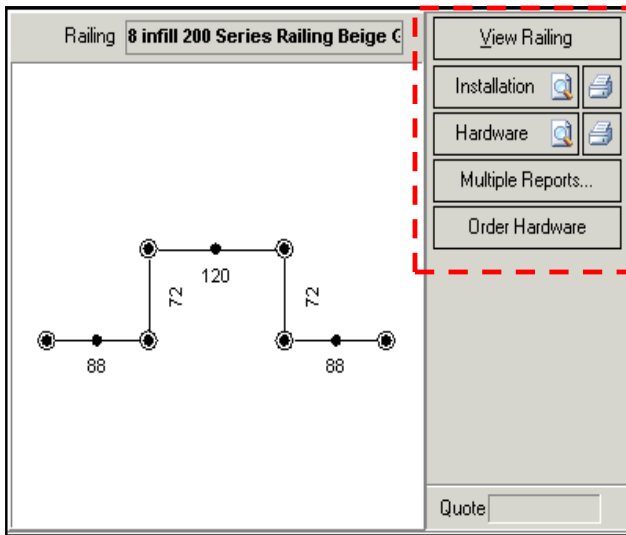 Railing 8 infill 200 Series Railing Beige G
View Railing
Installation
Hardware
Multiple Reports...
Order Hardware
120
72
72
88
88
Quote